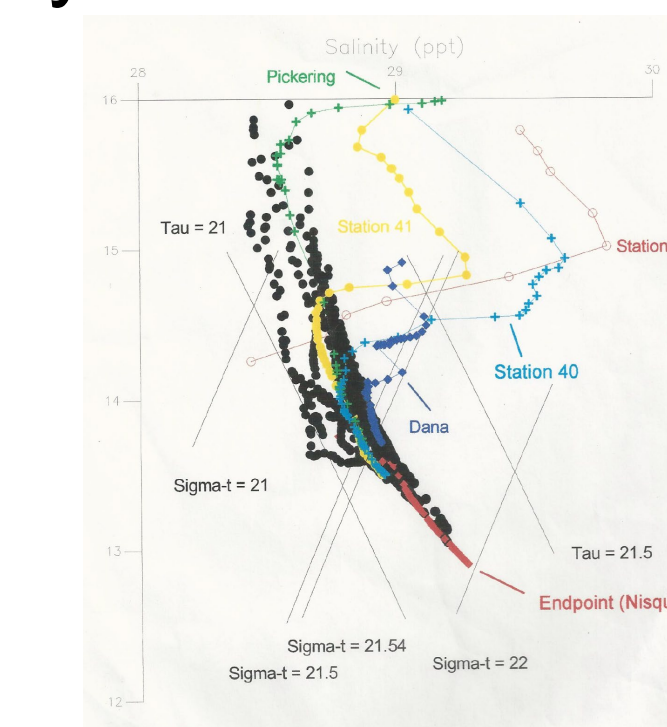 Salinity (ppt)
28
29
30
Pickering
16
Tau = 21
Station 41
15
Station
Station 40
14
Dana
Sigma-t = 21
13
Tau = 21.5
Endpoint (Nisqu
Sigma-t = 21.54
Sigma-t = 22
Sigma-t = 21.5
12